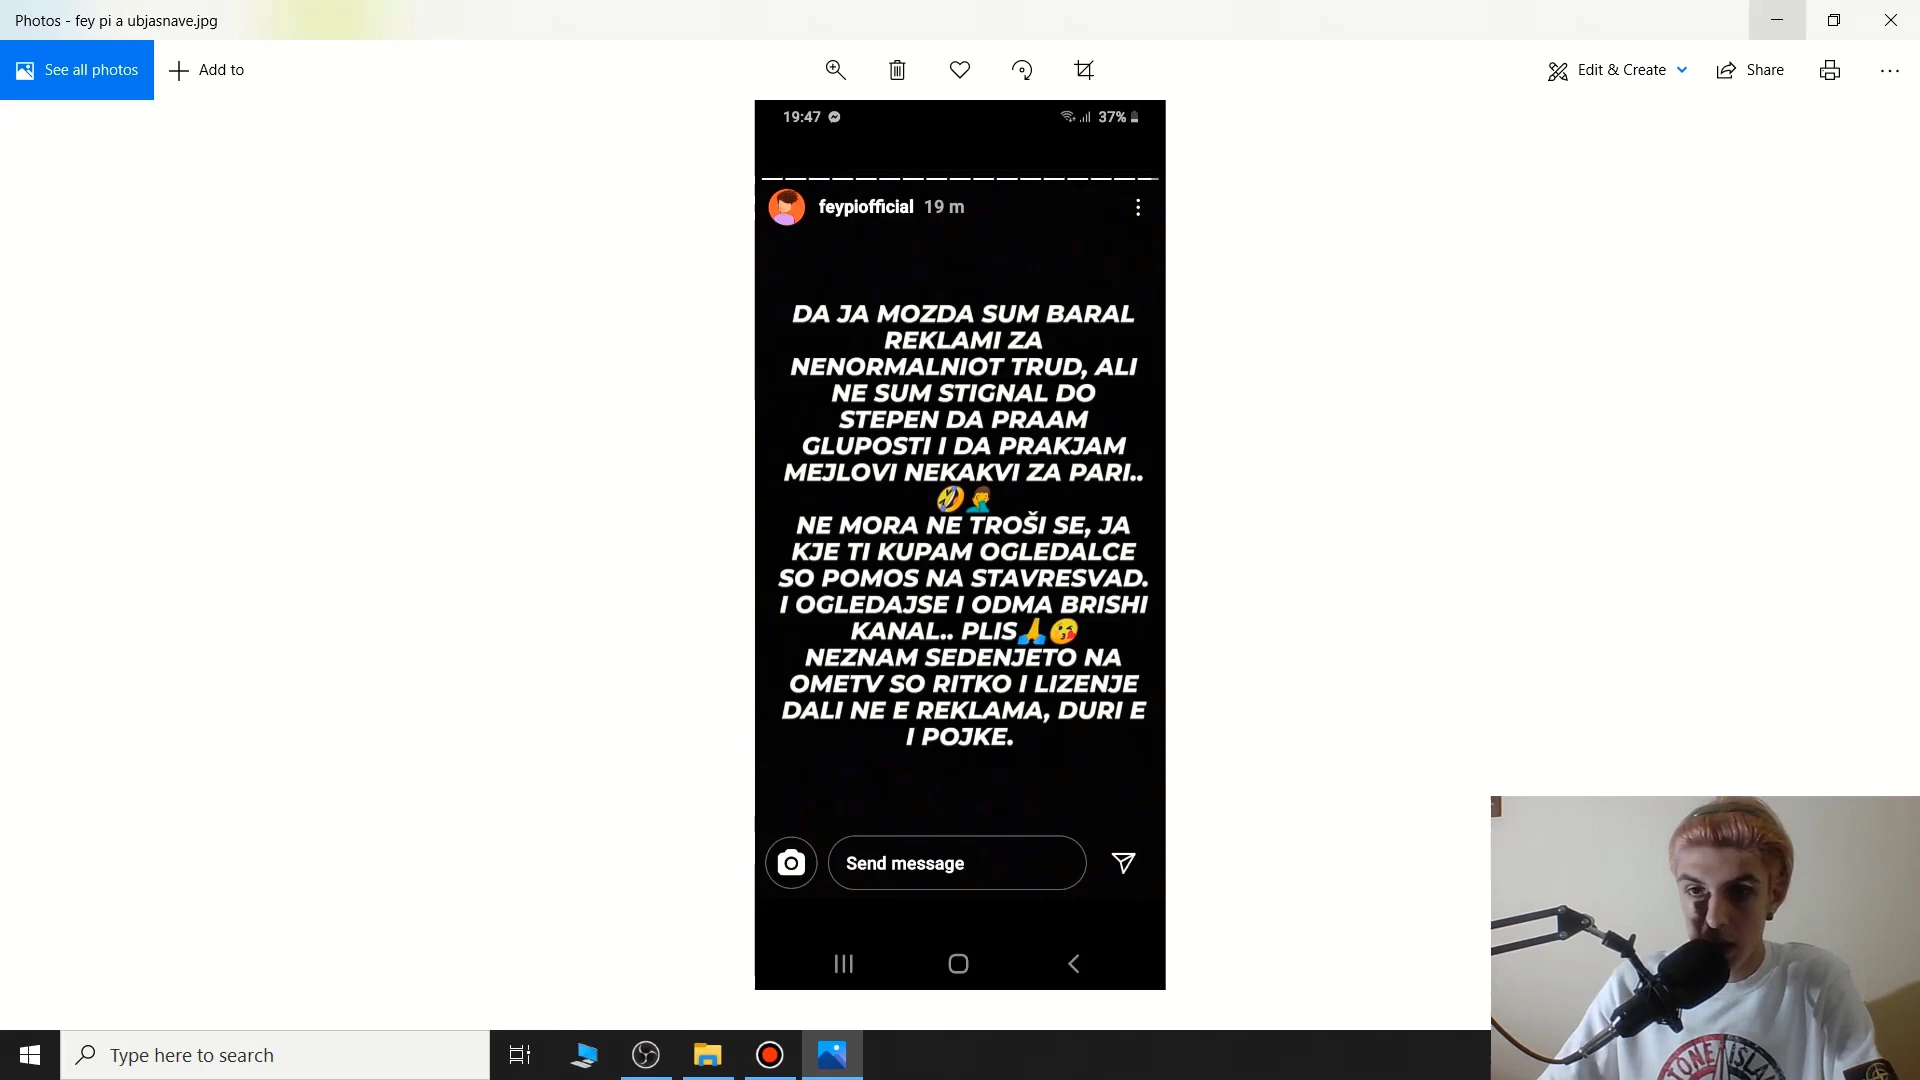 Photos - fey pi a ubjasnave.jpg
See all photos
Add to
Edit & Create
Share
19:47
37%
feypiofficial 19 m
DA JA MOZDA SUM BARAL
REKLAMI ZA
NENORMALNIOT TRUD, ALI
NE SUM STIGNAL DO
STEPEN DA PRAAM
GLUPOSTI I DA PRAKJAM
MEJLOVI NEKAKVI ZA PARI..
🤣🤦‍♂️
NE MORA NE TROŠI SE, JA
KJE TI KUPAM OGLEDALCE
SO POMOS NA STAVRESVAD.
I OGLEDAJSE I ODMA BRISHI
KANAL.. PLIS🙏😘
NEZNAM SEDENJETO NA
OMETV SO RITKO I LIZENJE
DALI NE E REKLAMA, DURI E
I POJKE.
Send message
Type here to search